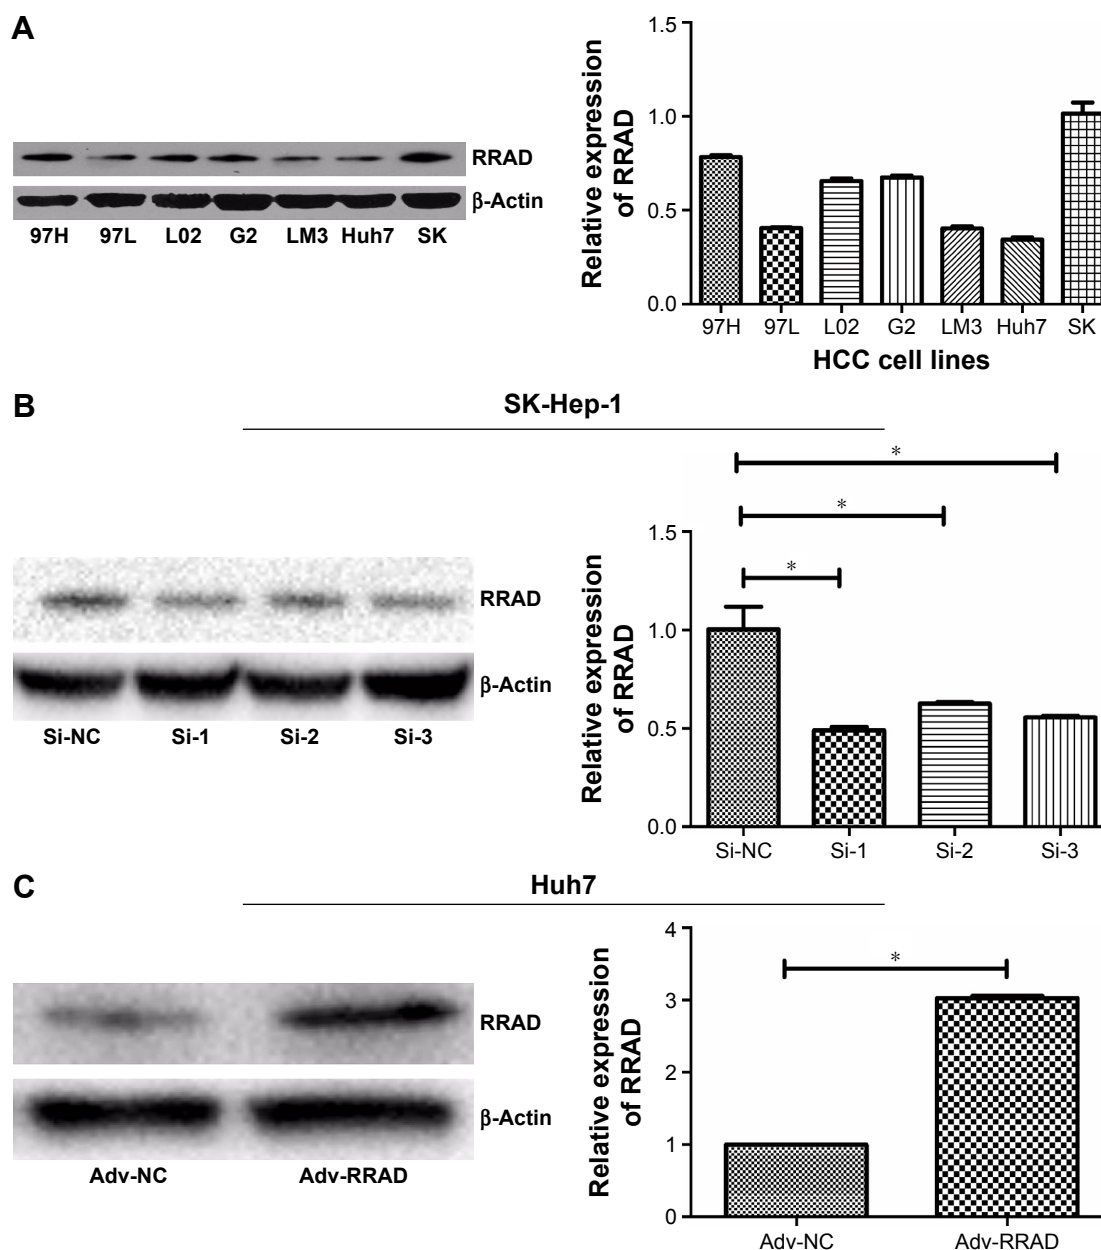 A
RRAD
β-Actin
97H 97L L02 G2 LM3 Huh7 SK
Relative expression
of RRAD
1.5
1.0
0.5
0.0
97H 97L L02 G2 LM3 Huh7 SK
HCC cell lines
B
SK-Hep-1
RRAD
β-Actin
Si-NC Si-1 Si-2 Si-3
Relative expression
of RRAD
*
*
*
1.5
1.0
0.5
0.0
Si-NC Si-1 Si-2 Si-3
C
Huh7
RRAD
β-Actin
Adv-NC Adv-RRAD
Relative expression
of RRAD
*
4
3
2
1
0
Adv-NC Adv-RRAD